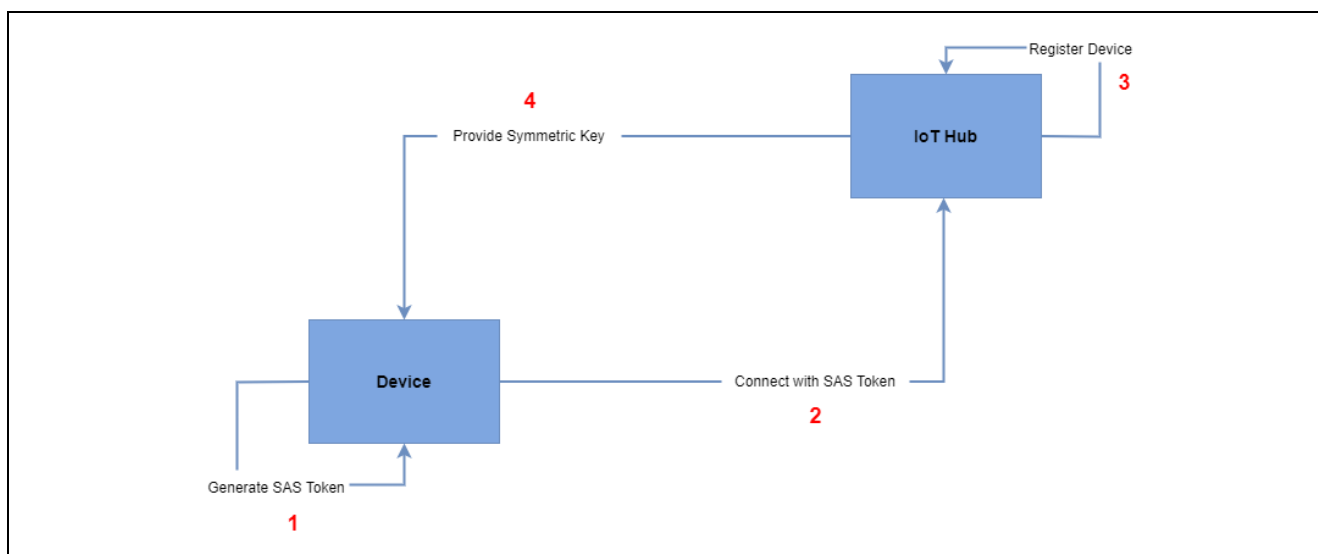 Register Device
3
4
Provide Symmetric Key
IoT Hub
Device
Connect with SAS Token
2
Generate SAS Token
1